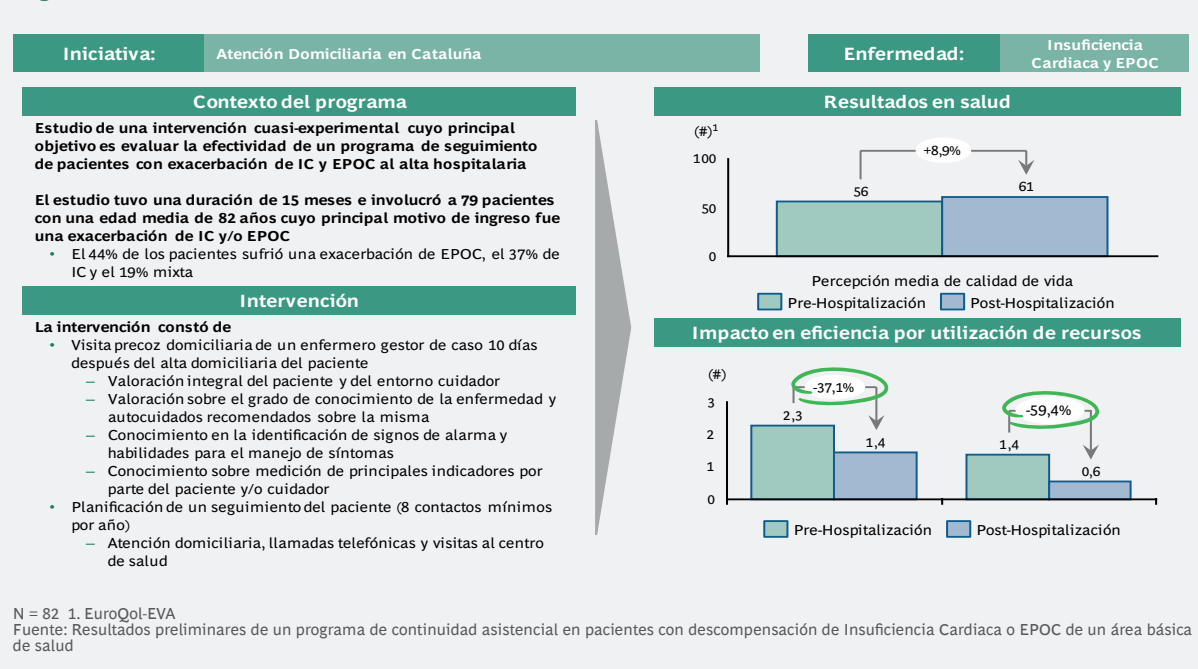 Iniciativa:
Atención Domiciliaria en Cataluña
Enfermedad:
Insuficiencia
Cardiaca y EPOC
Contexto del programa
Estudio de una intervención cuasi-experimental cuyo principal
objetivo es evaluar la efectividad de un programa de seguimiento
de pacientes con exacerbación de IC y EPOC al alta hospitalaria
El estudio tuvo una duración de 15 meses e involucró a 79 pacientes
con una edad media de 82 años cuyo principal motivo de ingreso fue
una exacerbación de IC y/o EPOC
• El 44% de los pacientes sufrió una exacerbación de EPOC, el 37% de
IC y el 19% mixta
Intervención
La intervención constó de
• Visita precoz domiciliaria de un enfermero gestor de caso 10 días
después del alta domiciliaria del paciente
– Valoración integral del paciente y del entorno cuidador
– Valoración sobre el grado de conocimiento de la enfermedad y
autocuidados recomendados sobre la misma
– Conocimiento en la identificación de signos de alarma y
habilidades para el manejo de síntomas
– Conocimiento sobre medición de principales indicadores por
parte del paciente y/o cuidador
• Planificación de un seguimiento del paciente (8 contactos mínimos
por año)
– Atención domiciliaria, llamadas telefónicas y visitas al centro
de salud
Resultados en salud
(#)1
100
50
0
+8,9%
56
61
Percepción media de calidad de vida
Pre-Hospitalización
Post-Hospitalización
Impacto en eficiencia por utilización de recursos
(#)
3
2
1
0
-37,1%
2,3
1,4
-59,4%
1,4
0,6
Pre-Hospitalización
Post-Hospitalización
N = 82 1. EuroQol-EVA
Fuente: Resultados preliminares de un programa de continuidad asistencial en pacientes con descompensación de Insuficiencia Cardiaca o EPOC de un área básica
de salud